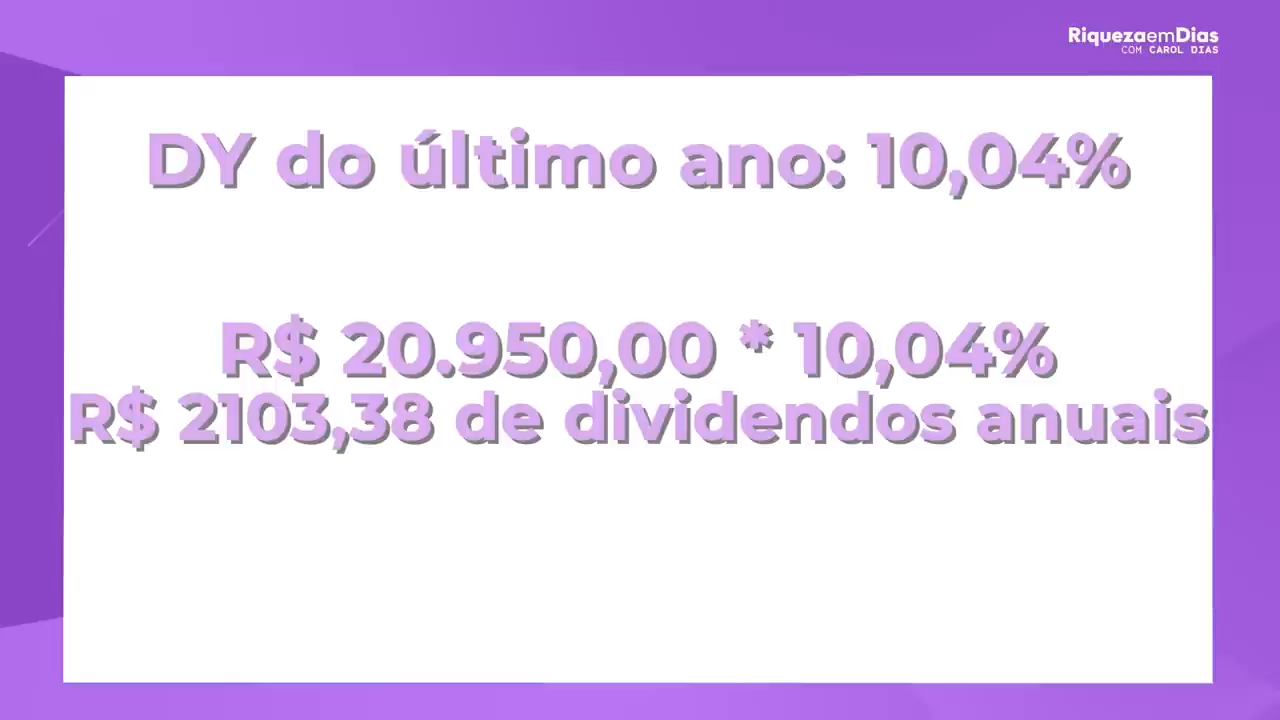 RiquezaemDias
COM CAROL DIAS
DY do último ano: 10,04%
R$ 20.950,00 * 10,04%
R$ 2103,38 de dividendos anuais